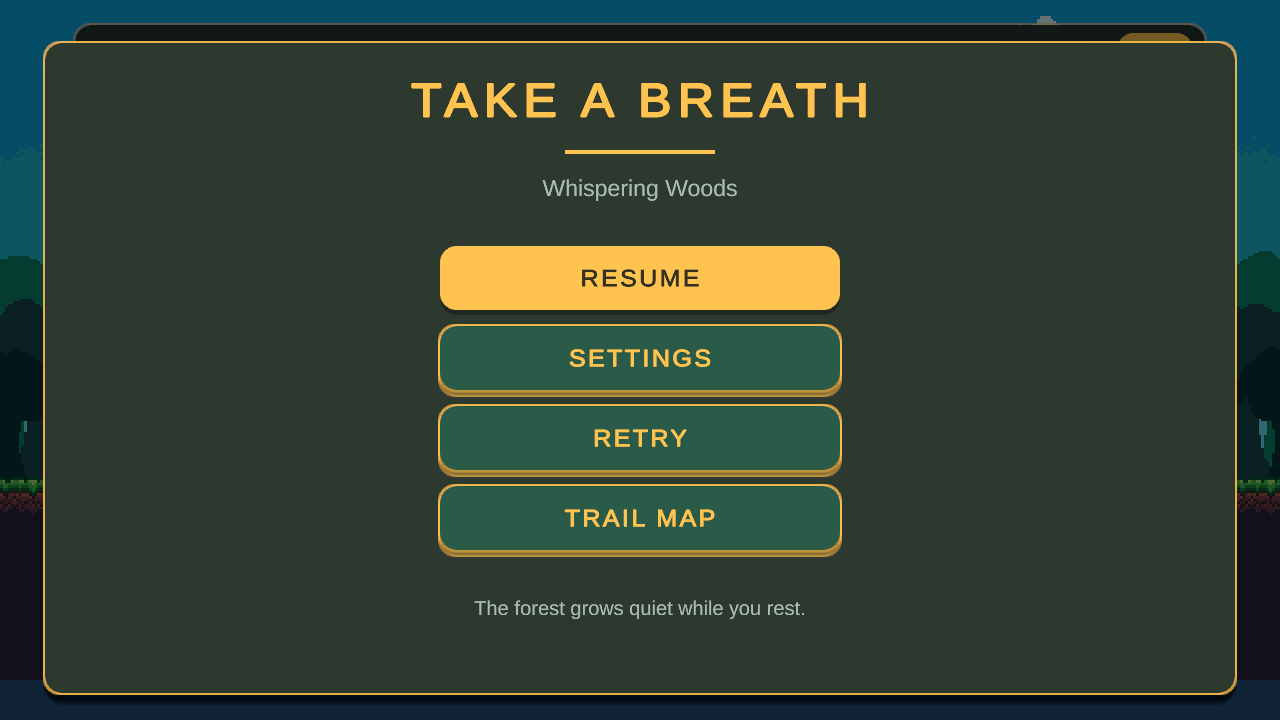 TAKE A BREATH
Whispering Woods
RESUME
SETTINGS
RETRY
TRAIL MAP
The forest grows quiet while you rest.